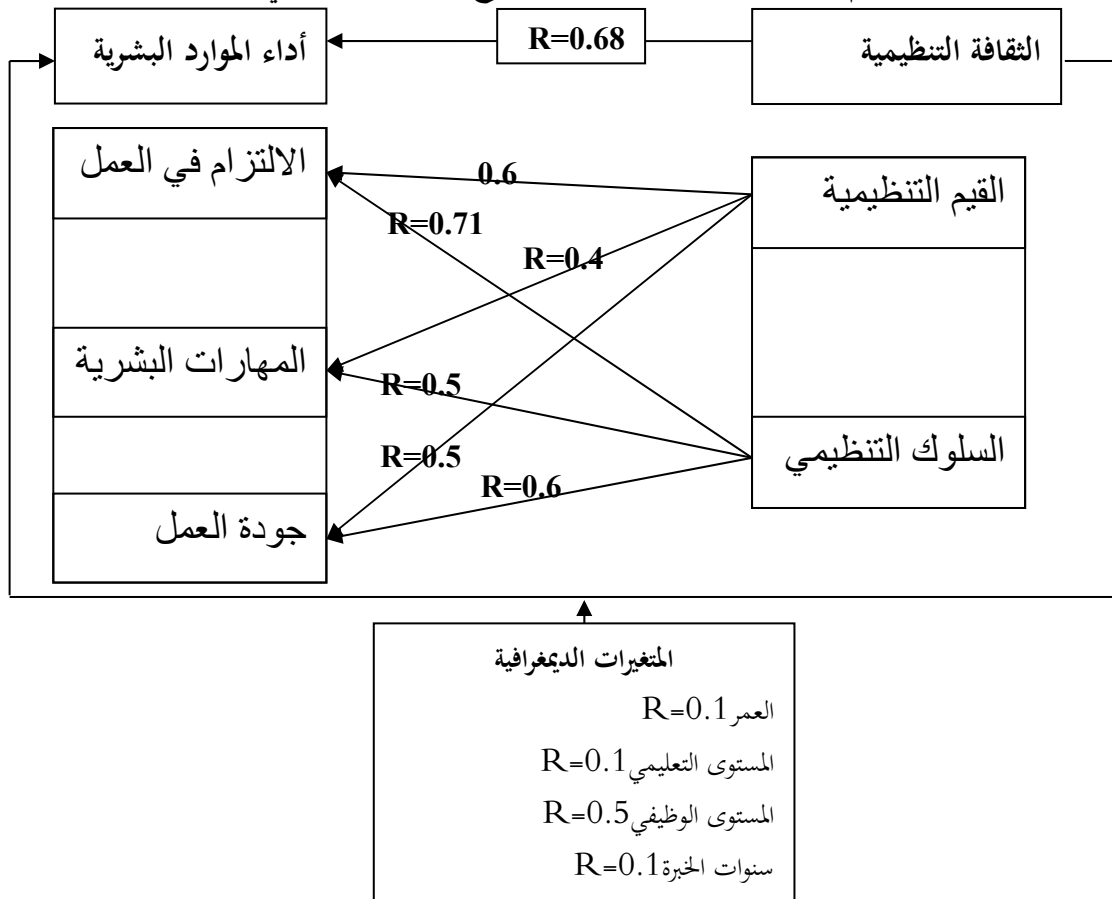 الثقافة التنظيمية
R=0.68
أداء الموارد البشرية
القيم التنظيمية
0.6
الالتزام في العمل
R=0.71
R=0.4
المهارات البشرية
R=0.5
السلوك التنظيمي
R=0.5
R=0.6
جودة العمل
المتغيرات الديمغرافية
العمر R=0.1
المستوى التعليمي R=0.1
المستوى الوظيفي R=0.5
سنوات الخبرة R=0.1